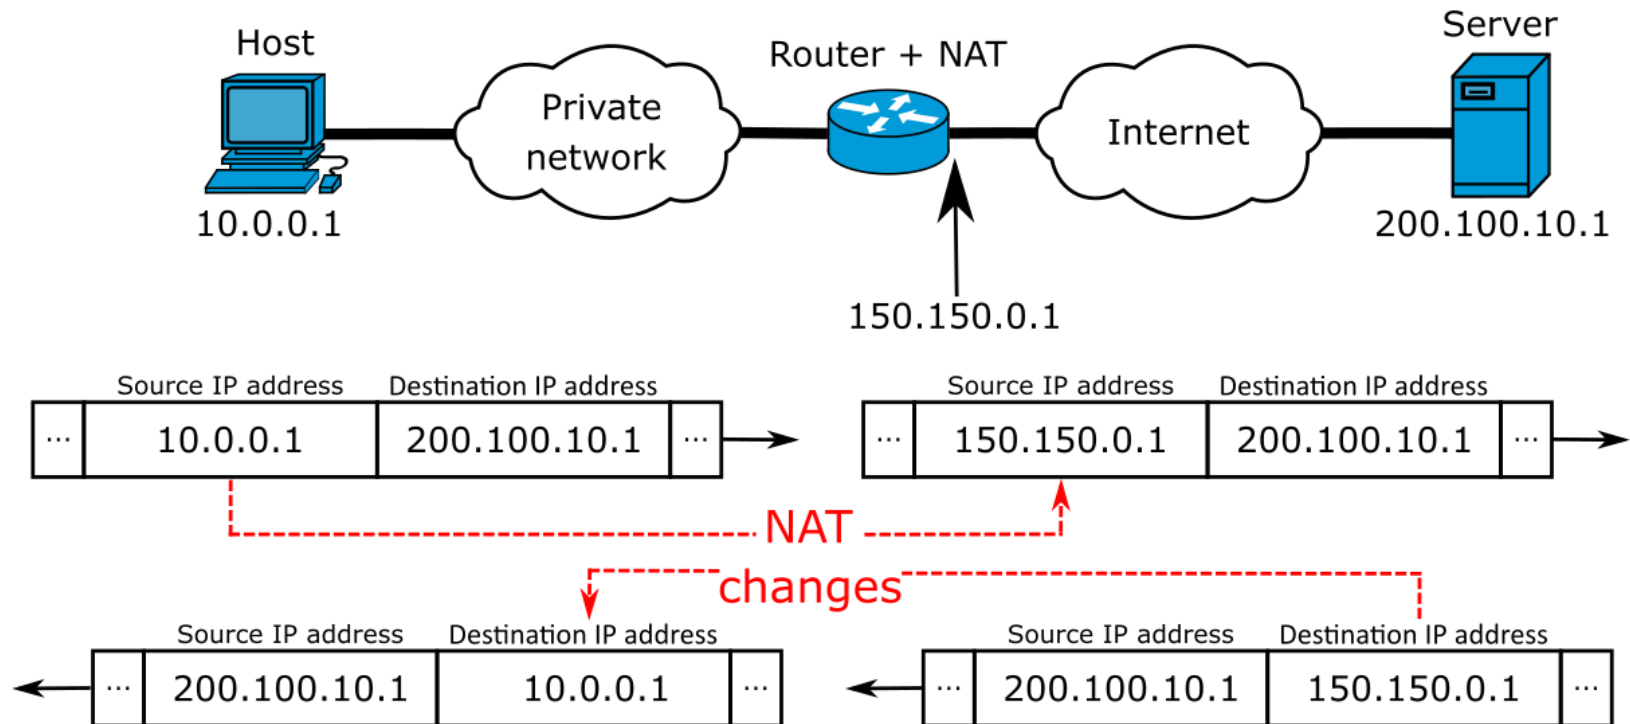 Host
Private
network
10.0.0.1
Router + NAT
150.150.0.1
Internet
Server
200.100.10.1
Source IP address Destination IP address
... 10.0.0.1 200.100.10.1 ...
Source IP address Destination IP address
... 150.150.0.1 200.100.10.1 ...
NAT
changes
Source IP address Destination IP address
... 200.100.10.1 10.0.0.1 ...
Source IP address Destination IP address
... 200.100.10.1 150.150.0.1 ...